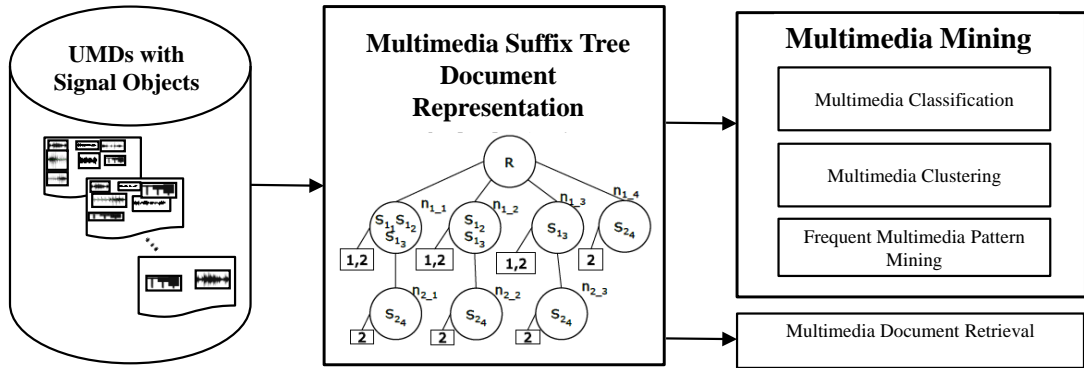 UMDs with
Signal Objects
Multimedia Suffix Tree
Document
Representation
R
n1_1
n1_2
n1_3
n1_4
S11 S12
S13
S12
S13
S13
S24
1,2
1,2
1,2
2
n2_1
n2_2
n2_3
S24
S24
S24
2
2
2
Multimedia Mining
Multimedia Classification
Multimedia Clustering
Frequent Multimedia Pattern
Mining
Multimedia Document Retrieval